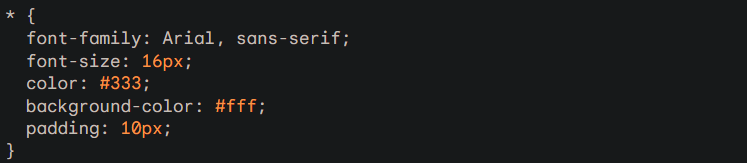 * {
  font-family: Arial, sans-serif;
  font-size: 16px;
  color: #333;
  background-color: #fff;
  padding: 10px;
}